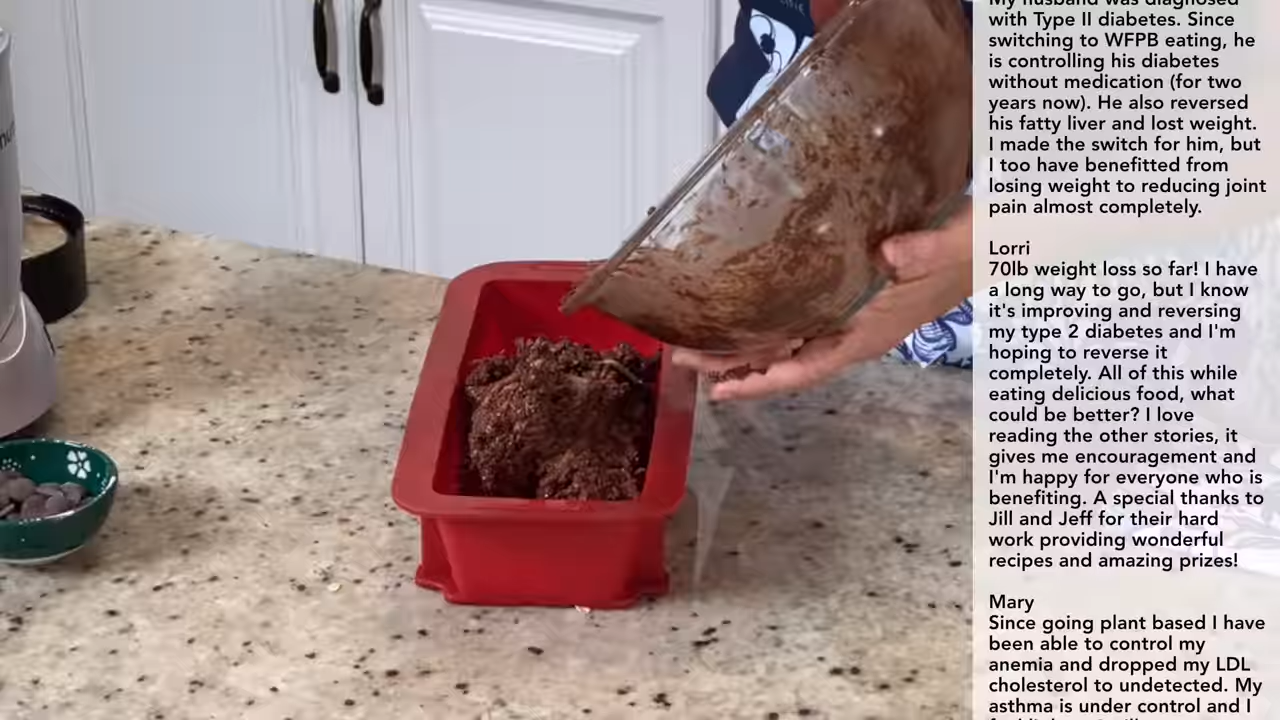 My husband was diagnosed
with Type II diabetes. Since
switching to WFPB eating, he
is controlling his diabetes
without medication (for two
years now). He also reversed
his fatty liver and lost weight.
I made the switch for him, but
I too have benefitted from
losing weight to reducing joint
pain almost completely.
Lorri
70lb weight loss so far! I have
a long way to go, but I know
it's improving and reversing
my type 2 diabetes and I'm
hoping to reverse it
completely. All of this while
eating delicious food, what
could be better? I love
reading the other stories, it
gives me encouragement and
I'm happy for everyone who is
benefiting. A special thanks to
Jill and Jeff for their hard
work providing wonderful
recipes and amazing prizes!
Mary
Since going plant based I have
been able to control my
anemia and dropped my LDL
cholesterol to undetected. My
asthma is under control and I